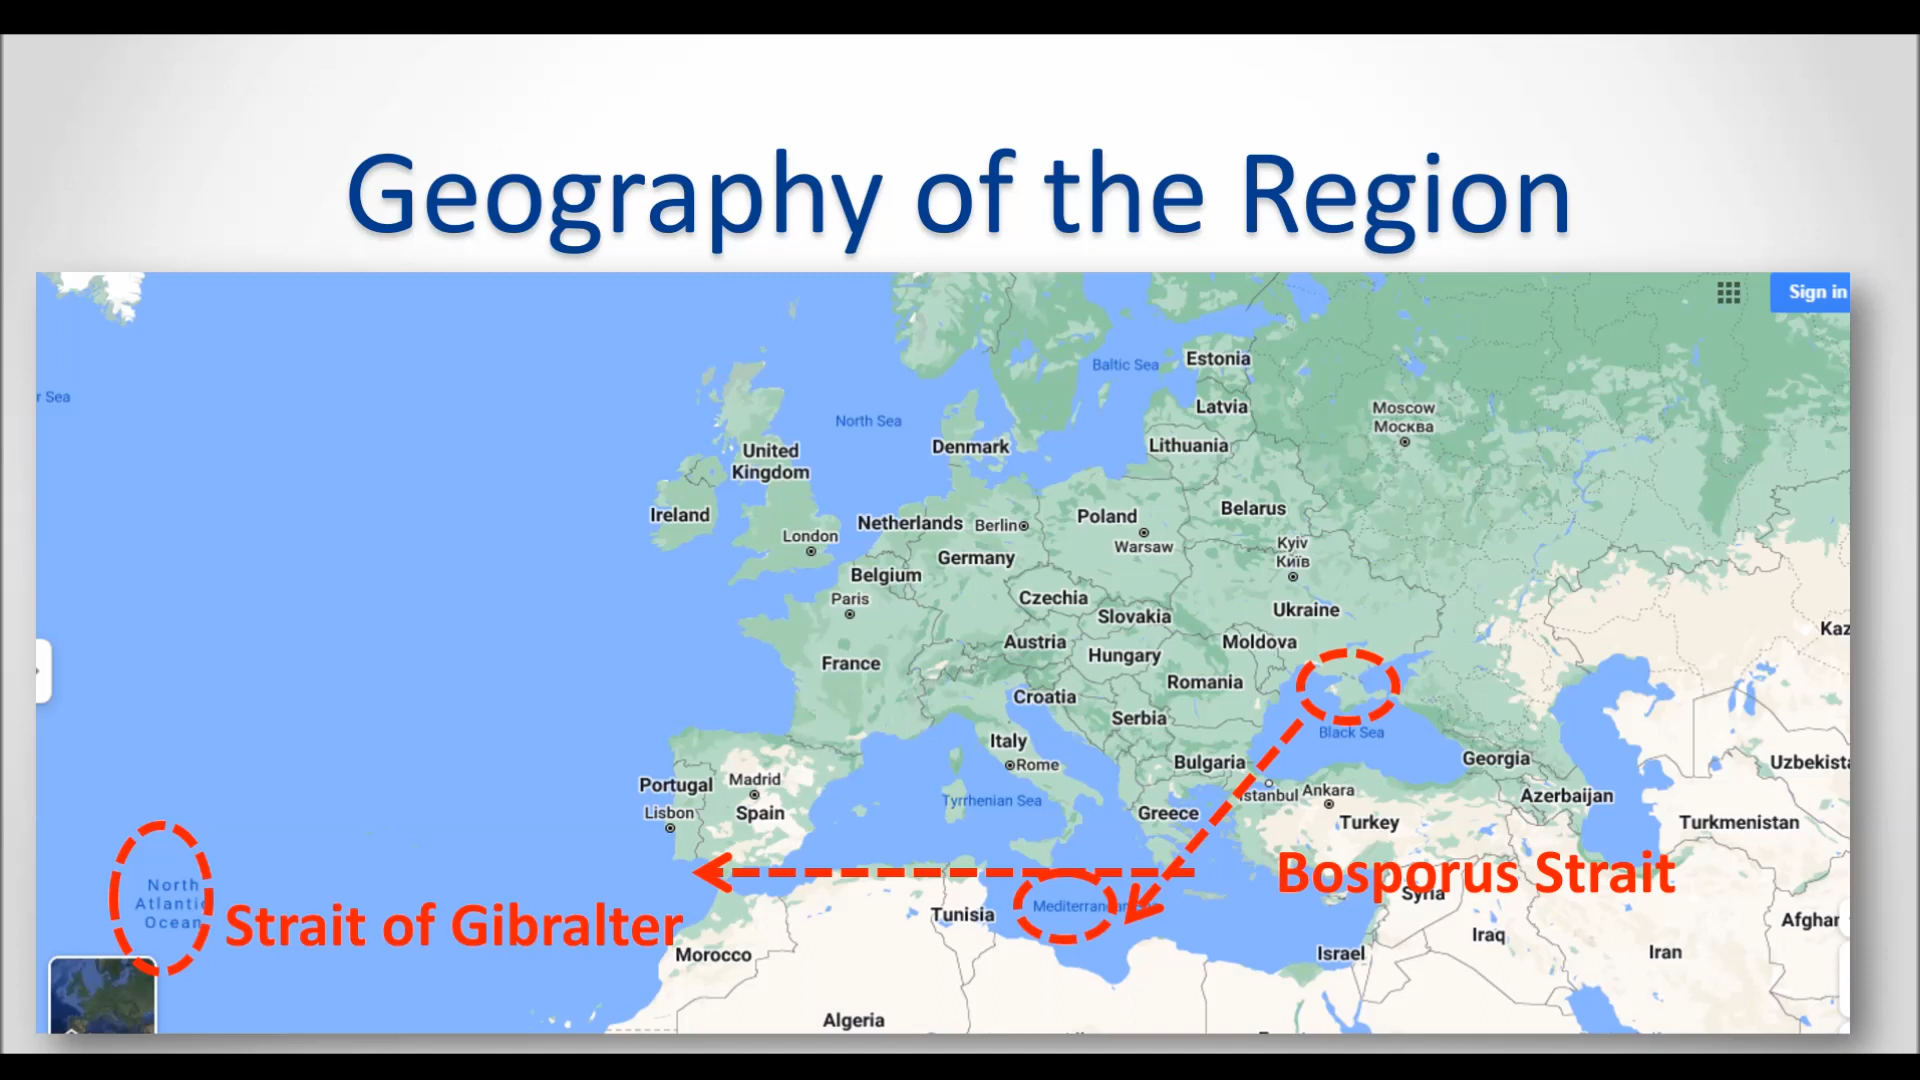 Geography of the Region
Sign in
Baltic Sea
Estonia
r Sea
North Sea
Latvia
Moscow
Москва
Denmark
Lithuania
United
Kingdom
Ireland
London
Netherlands
Berlin
Poland
Warsaw
Belarus
Germany
Kyiv
Київ
Belgium
Paris
Czechia
Slovakia
Ukraine
Kaz
Austria
Hungary
Moldova
France
Romania
Croatia
Serbia
Black Sea
Italy
Rome
Bulgaria
Georgia
Uzbekist
Portugal
Madrid
Spain
Lisbon
Tyrrhenian Sea
Greece
Istanbul
Ankara
Turkey
Azerbaijan
Turkmenistan
Bosporus Strait
Syria
North
Atlantic
Ocean
Strait of Gibralter
Tunisia
Mediterranean
Morocco
Israel
Iraq
Iran
Afghan
Algeria